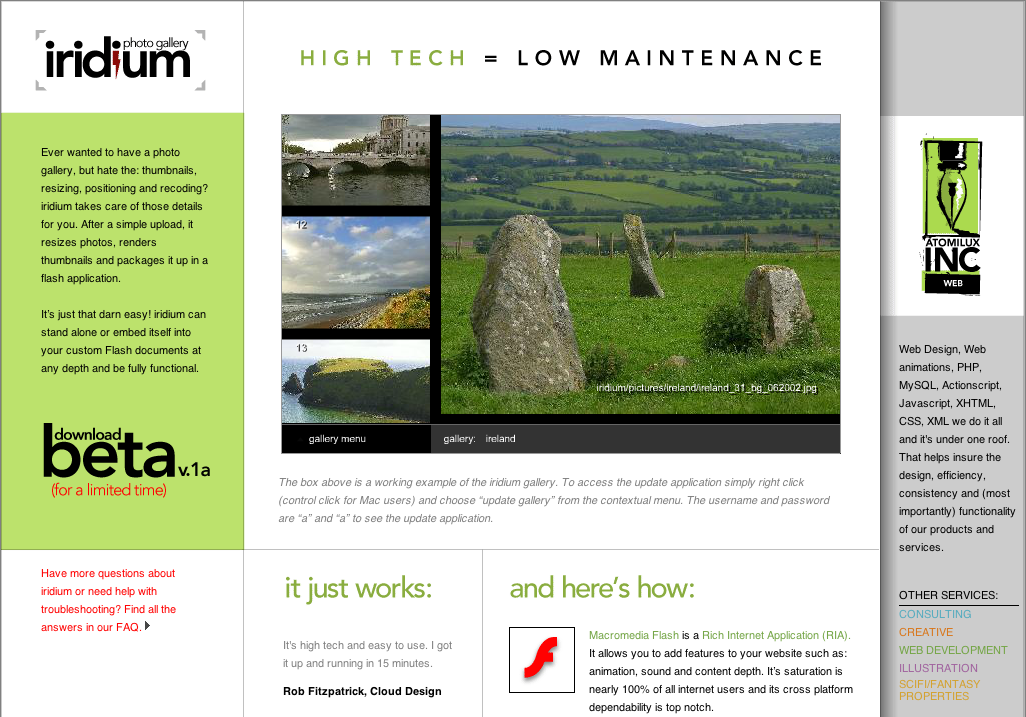 photo gallery
iridium
HIGH TECH = LOW MAINTENANCE
Ever wanted to have a photo
gallery, but hate the: thumbnails,
resizing, positioning and recoding?
iridium takes care of those details
for you. After a simple upload, it
resizes photos, renders
thumbnails and packages it up in a
flash application.
It's just that darn easy! iridium can
stand alone or embed itself into
your custom Flash documents at
any depth and be fully functional.
download
beta v.1a
(for a limited time)
Have more questions about
iridium or need help with
troubleshooting? Find all the
answers in our FAQ.
12
13
iridium/pictures/ireland/ireland_31_bg_062002.jpg
gallery menu
gallery: ireland
The box above is a working example of the iridium gallery. To access the update application simply right click
(control click for Mac users) and choose “update gallery” from the contextual menu. The username and password
are “a” and “a” to see the update application.
it just works:
It's high tech and easy to use. I got
it up and running in 15 minutes.
Rob Fitzpatrick, Cloud Design
and here's how:
Macromedia Flash is a Rich Internet Application (RIA).
It allows you to add features to your website such as:
animation, sound and content depth. It's saturation is
nearly 100% of all internet users and its cross platform
dependability is top notch.
ATOMILUX
INC
WEB
Web Design, Web
animations, PHP,
MySQL, Actionscript,
Javascript, XHTML,
CSS, XML we do it all
and it's under one roof.
That helps insure the
design, efficiency,
consistency and (most
importantly) functionality
of our products and
services.
OTHER SERVICES:
CONSULTING
CREATIVE
WEB DEVELOPMENT
ILLUSTRATION
SCIFI/FANTASY
PROPERTIES